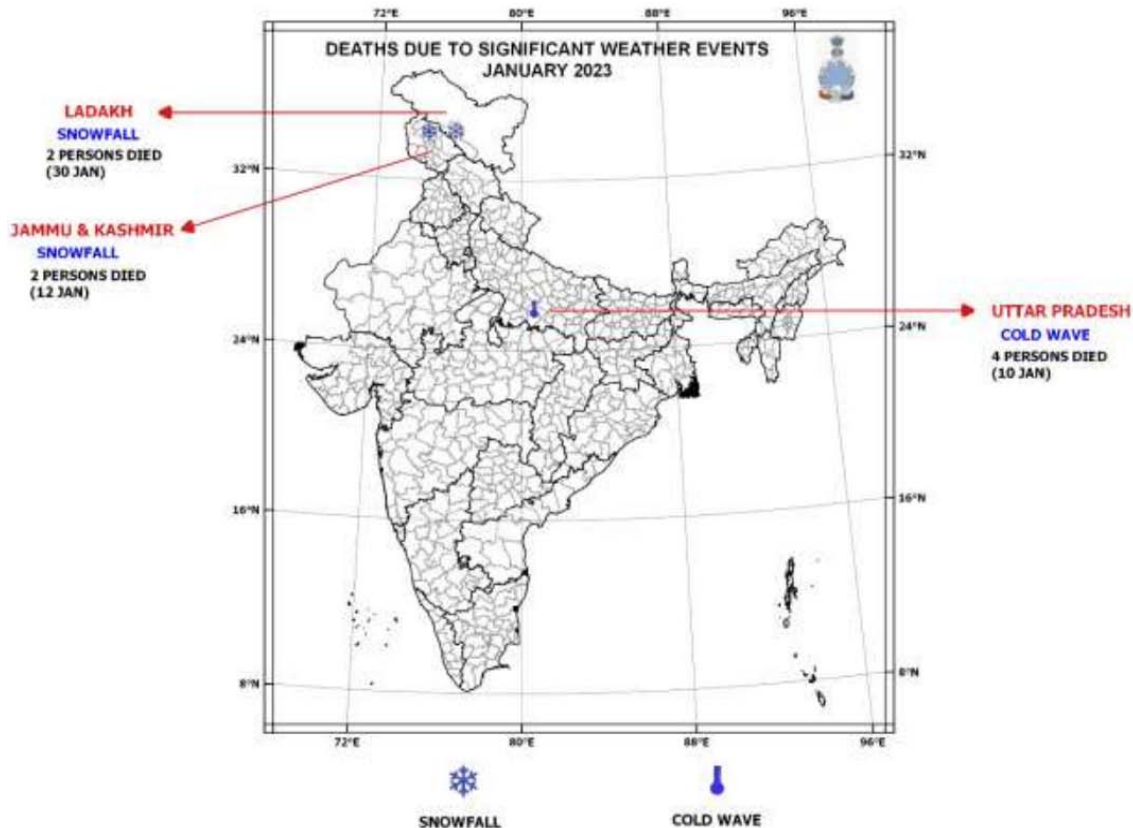 72°E 80°E 88°E 96°E
DEATHS DUE TO SIGNIFICANT WEATHER EVENTS
JANUARY 2023
LADAKH
SNOWFALL
2 PERSONS DIED
(30 JAN)
32°N
32°N
JAMMU & KASHMIR
SNOWFALL
2 PERSONS DIED
(12 JAN)
UTTAR PRADESH
COLD WAVE
4 PERSONS DIED
(10 JAN)
24°N
24°N
16°N
16°N
8°N
8°N
72°E 80°E 88°E 96°E
SNOWFALL
COLD WAVE